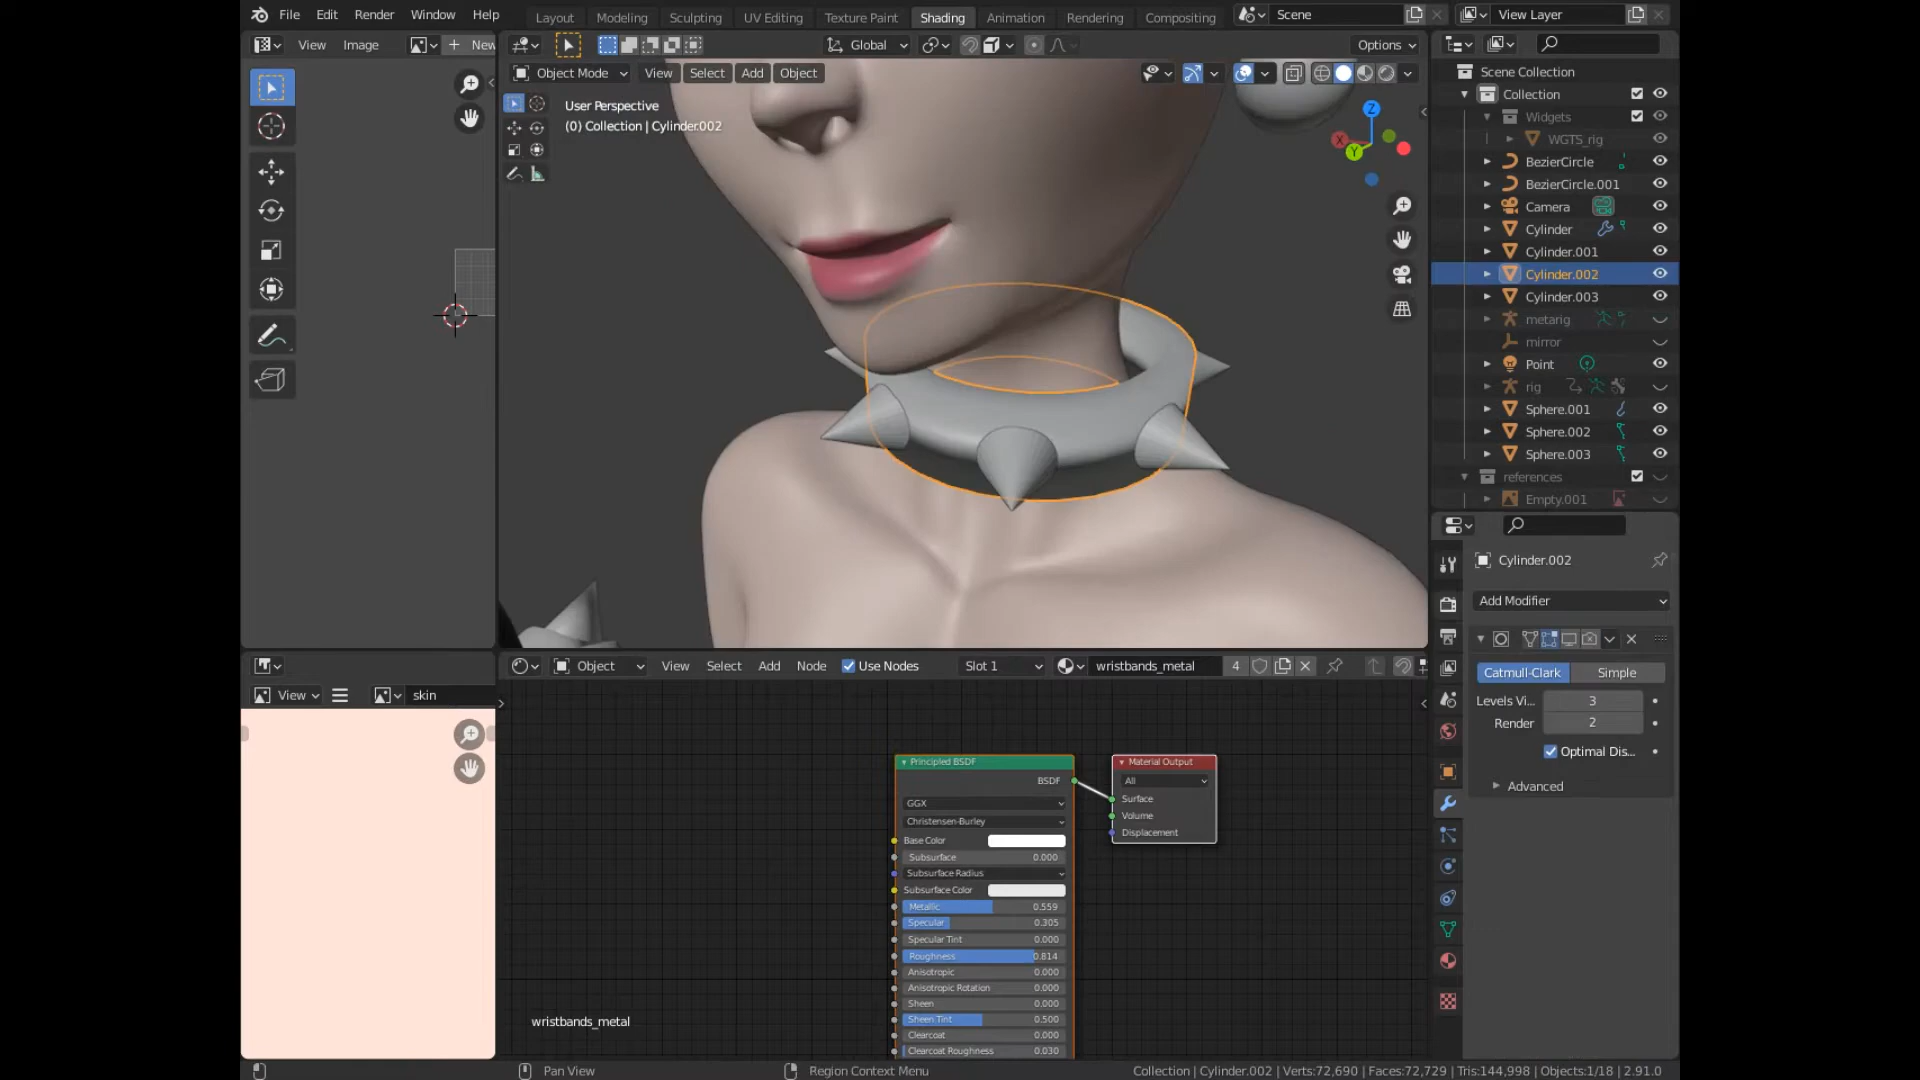 File Edit Render Window Help
Layout Modeling Sculpting UV Editing Texture Paint Shading Animation Rendering Compositing
Scene
View Layer
View Image
New
Global
Options
Object Mode View Select Add Object
User Perspective
(0) Collection | Cylinder.002
Z
X
Y
Scene Collection
Collection
Widgets
WGTS_rig
BezierCircle
BezierCircle.001
Camera
Cylinder
Cylinder.001
Cylinder.002
Cylinder.003
metarig
mirror
Point
rig
Sphere.001
Sphere.002
Sphere.003
references
Empty.001
Cylinder.002
Add Modifier
Catmull-Clark Simple
Levels Vi... 3
Render 2
Optimal Dis...
Advanced
View
skin
Object View Select Add Node Use Nodes Slot 1 wristbands_metal 4
Principled BSDF
BSDF
GGX
Christensen-Burley
Base Color
Subsurface 0.000
Subsurface Radius
Subsurface Color
Metallic 0.559
Specular 0.305
Specular Tint 0.000
Roughness 0.814
Anisotropic 0.000
Anisotropic Rotation 0.000
Sheen 0.000
Sheen Tint 0.500
Clearcoat 0.000
Clearcoat Roughness 0.030
Material Output
All
Surface
Volume
Displacement
wristbands_metal
Pan View
Region Context Menu
Collection | Cylinder.002 | Verts:72,690 | Faces:72,729 | Tris:144,998 | Objects:1/18 | 2.91.0